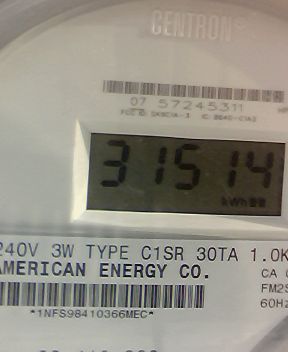 CENTRON
07 57245311
31514
kWh
240V 3W TYPE C1SR 30TA 1.0K
AMERICAN ENERGY CO.
CA
FM2S
60Hz
*1NFS98410366MEC*